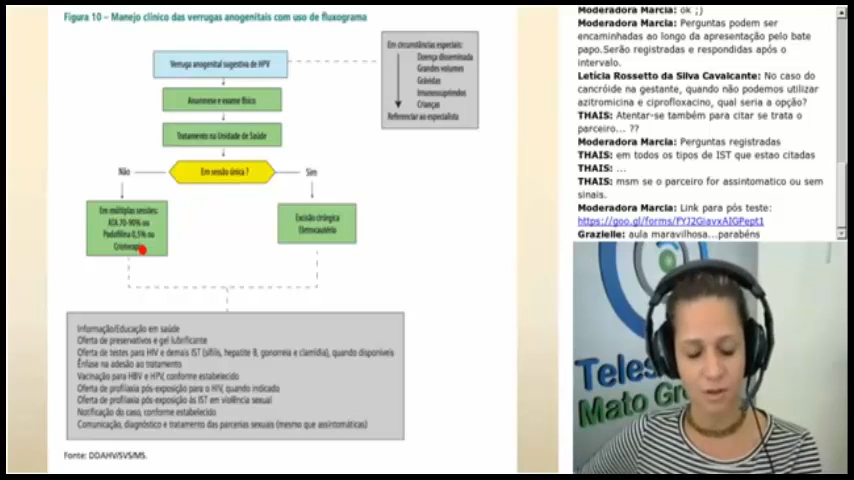 Figura 10 – Manejo clínico das verrugas anogenitais com uso de fluxograma
Verruga anogenital sugestiva de HPV
Em circunstâncias especiais:
Doença disseminada
Grandes volumes
Grávidas
Imunossuprimidos
Crianças
Referenciar ao especialista
Anamnese e exame físico
Tratamento na Unidade de Saúde
Não
Em sessão única ?
Sim
Em múltiplas sessões:
ATA 70-90% ou
Podofilina 0,5% ou
Crioterapia
Excisão cirúrgica
Eletrocautério
Informação/Educação em saúde
Oferta de preservativos e gel lubrificante
Oferta de testes para HIV e demais IST (sífilis, hepatite B, gonorreia e clamídia), quando disponíveis
Ênfase na adesão ao tratamento
Vacinação para HBV e HPV, conforme estabelecido
Oferta de profilaxia pós-exposição para o HIV, quando indicado
Oferta de profilaxia pós-exposição às IST em violência sexual
Notificação do caso, conforme estabelecido
Comunicação, diagnóstico e tratamento das parcerias sexuais (mesmo que assintomáticas)
Fonte: DDAHV/SVS/MS.
Moderadora Marcia: ok ;)
Moderadora Marcia: Perguntas podem ser
encaminhadas ao longo da apresentação pelo bate
papo.Serão registradas e respondidas após o
intervalo.
Letícia Rossetto da Silva Cavalcante: No caso do
cancróide na gestante, quando não podemos utilizar
azitromicina e ciprofloxacino, qual seria a opção?
THAIS: Atentar-se também para citar se trata o
parceiro... ??
Moderadora Marcia: Perguntas registradas
THAIS: em todos os tipos de IST que estao citadas
THAIS: ...
THAIS: msm se o parceiro for assintomatico ou sem
sinais.
Moderadora Marcia: Link para pós teste:
https://goo.gl/forms/FYJ2GiavxAIGPept1
Grazielle: aula maravilhosa...parabéns
Teles
Mato Gr